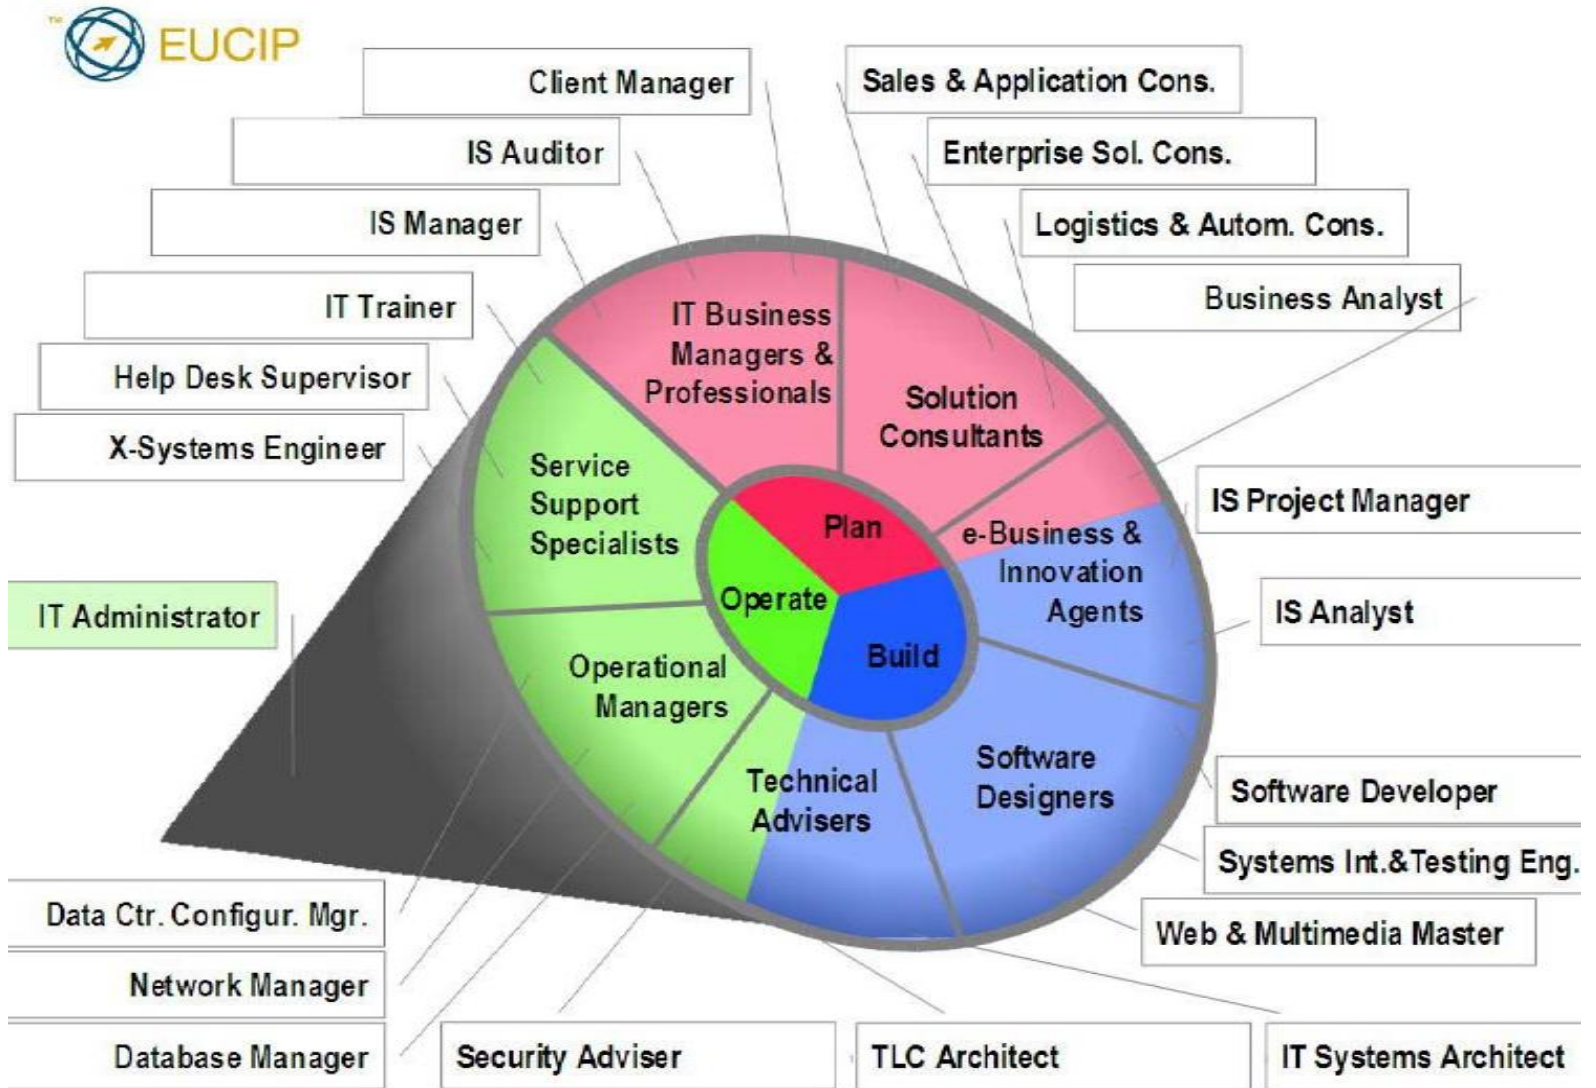 ™
EUCIP
Client Manager
Sales & Application Cons.
IS Auditor
Enterprise Sol. Cons.
IS Manager
Logistics & Autom. Cons.
IT Trainer
Business Analyst
Help Desk Supervisor
X-Systems Engineer
IT Business
Managers &
Professionals
Solution
Consultants
Service
Support
Specialists
Plan
e-Business &
Innovation
Agents
IS Project Manager
IT Administrator
Operate
Build
IS Analyst
Operational
Managers
Technical
Advisers
Software
Designers
Software Developer
Systems Int.&Testing Eng.
Data Ctr. Configur. Mgr.
Web & Multimedia Master
Network Manager
Database Manager
Security Adviser
TLC Architect
IT Systems Architect